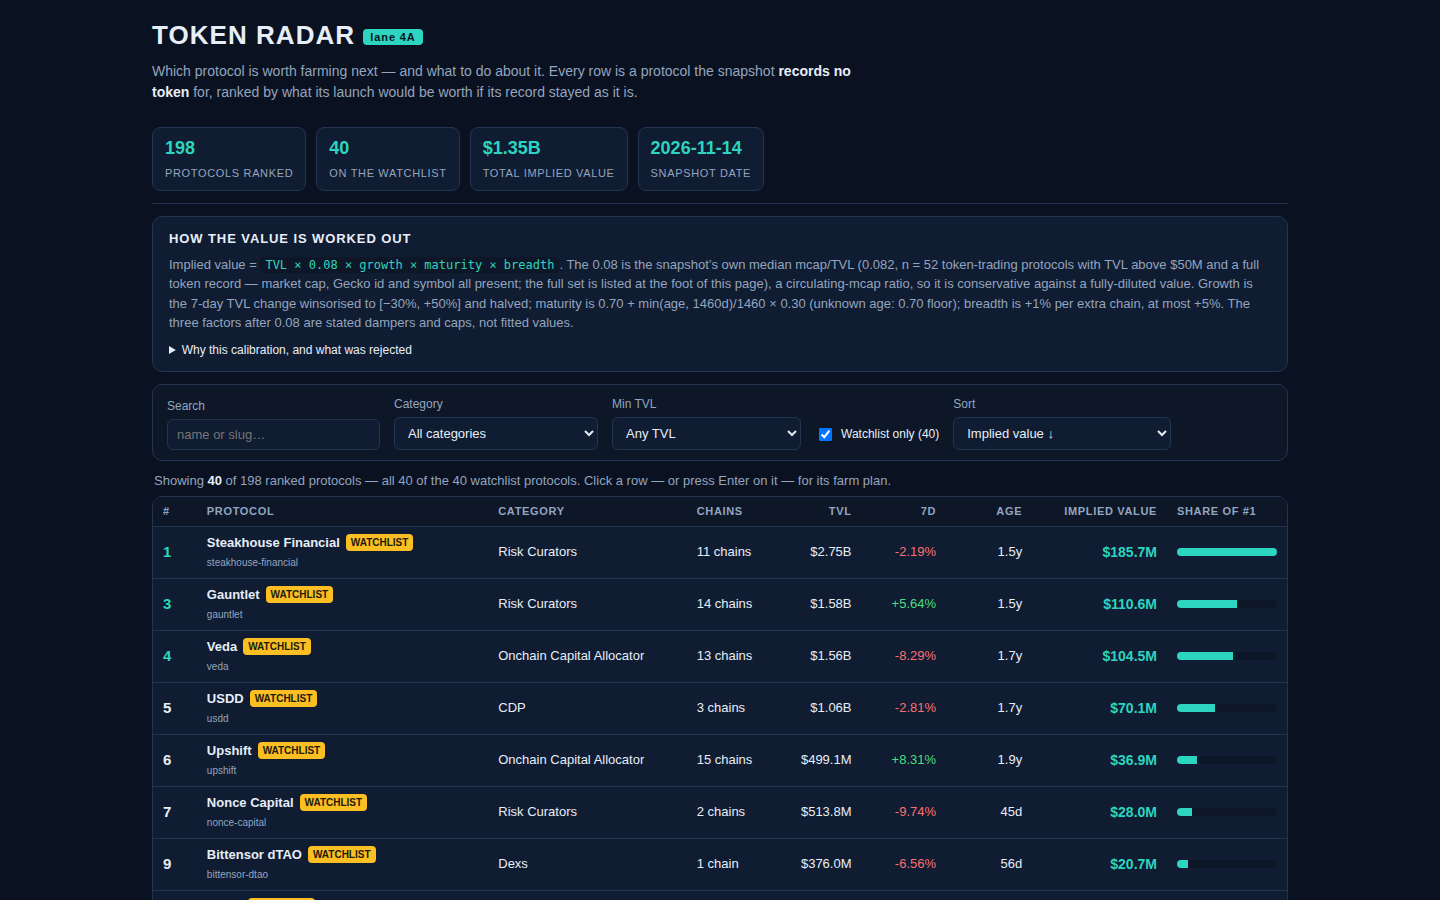 TOKEN RADAR lane 4A
Which protocol is worth farming next — and what to do about it. Every row is a protocol the snapshot records no
token for, ranked by what its launch would be worth if its record stayed as it is.
198
PROTOCOLS RANKED
40
ON THE WATCHLIST
$1.35B
TOTAL IMPLIED VALUE
2026-11-14
SNAPSHOT DATE
HOW THE VALUE IS WORKED OUT
Implied value = TVL × 0.08 × growth × maturity × breadth. The 0.08 is the snapshot's own median mcap/TVL (0.082, n = 52 token-trading protocols with TVL above $50M and a full
token record — market cap, Gecko id and symbol all present; the full set is listed at the foot of this page), a circulating-mcap ratio, so it is conservative against a fully-diluted value. Growth is
the 7-day TVL change winsorised to [−30%, +50%] and halved; maturity is 0.70 + min(age, 1460d)/1460 × 0.30 (unknown age: 0.70 floor); breadth is +1% per extra chain, at most +5%. The
three factors after 0.08 are stated dampers and caps, not fitted values.
▶ Why this calibration, and what was rejected
Search
name or slug…
Category
All categories
Min TVL
Any TVL
Watchlist only (40)
Sort
Implied value ↓
Showing 40 of 198 ranked protocols — all 40 of the 40 watchlist protocols. Click a row — or press Enter on it — for its farm plan.
# PROTOCOL CATEGORY CHAINS TVL 7D AGE IMPLIED VALUE SHARE OF #1
1 Steakhouse Financial WATCHLIST Risk Curators 11 chains $2.75B -2.19% 1.5y $185.7M
steakhouse-financial
3 Gauntlet WATCHLIST Risk Curators 14 chains $1.58B +5.64% 1.5y $110.6M
gauntlet
4 Veda WATCHLIST Onchain Capital Allocator 13 chains $1.56B -8.29% 1.7y $104.5M
veda
5 USDD WATCHLIST CDP 3 chains $1.06B -2.81% 1.7y $70.1M
usdd
6 Upshift WATCHLIST Onchain Capital Allocator 15 chains $499.1M +8.31% 1.9y $36.9M
upshift
7 Nonce Capital WATCHLIST Risk Curators 2 chains $513.8M -9.74% 45d $28.0M
nonce-capital
9 Bittensor dTAO WATCHLIST Dexs 1 chain $376.0M -6.56% 56d $20.7M
bittensor-dtao